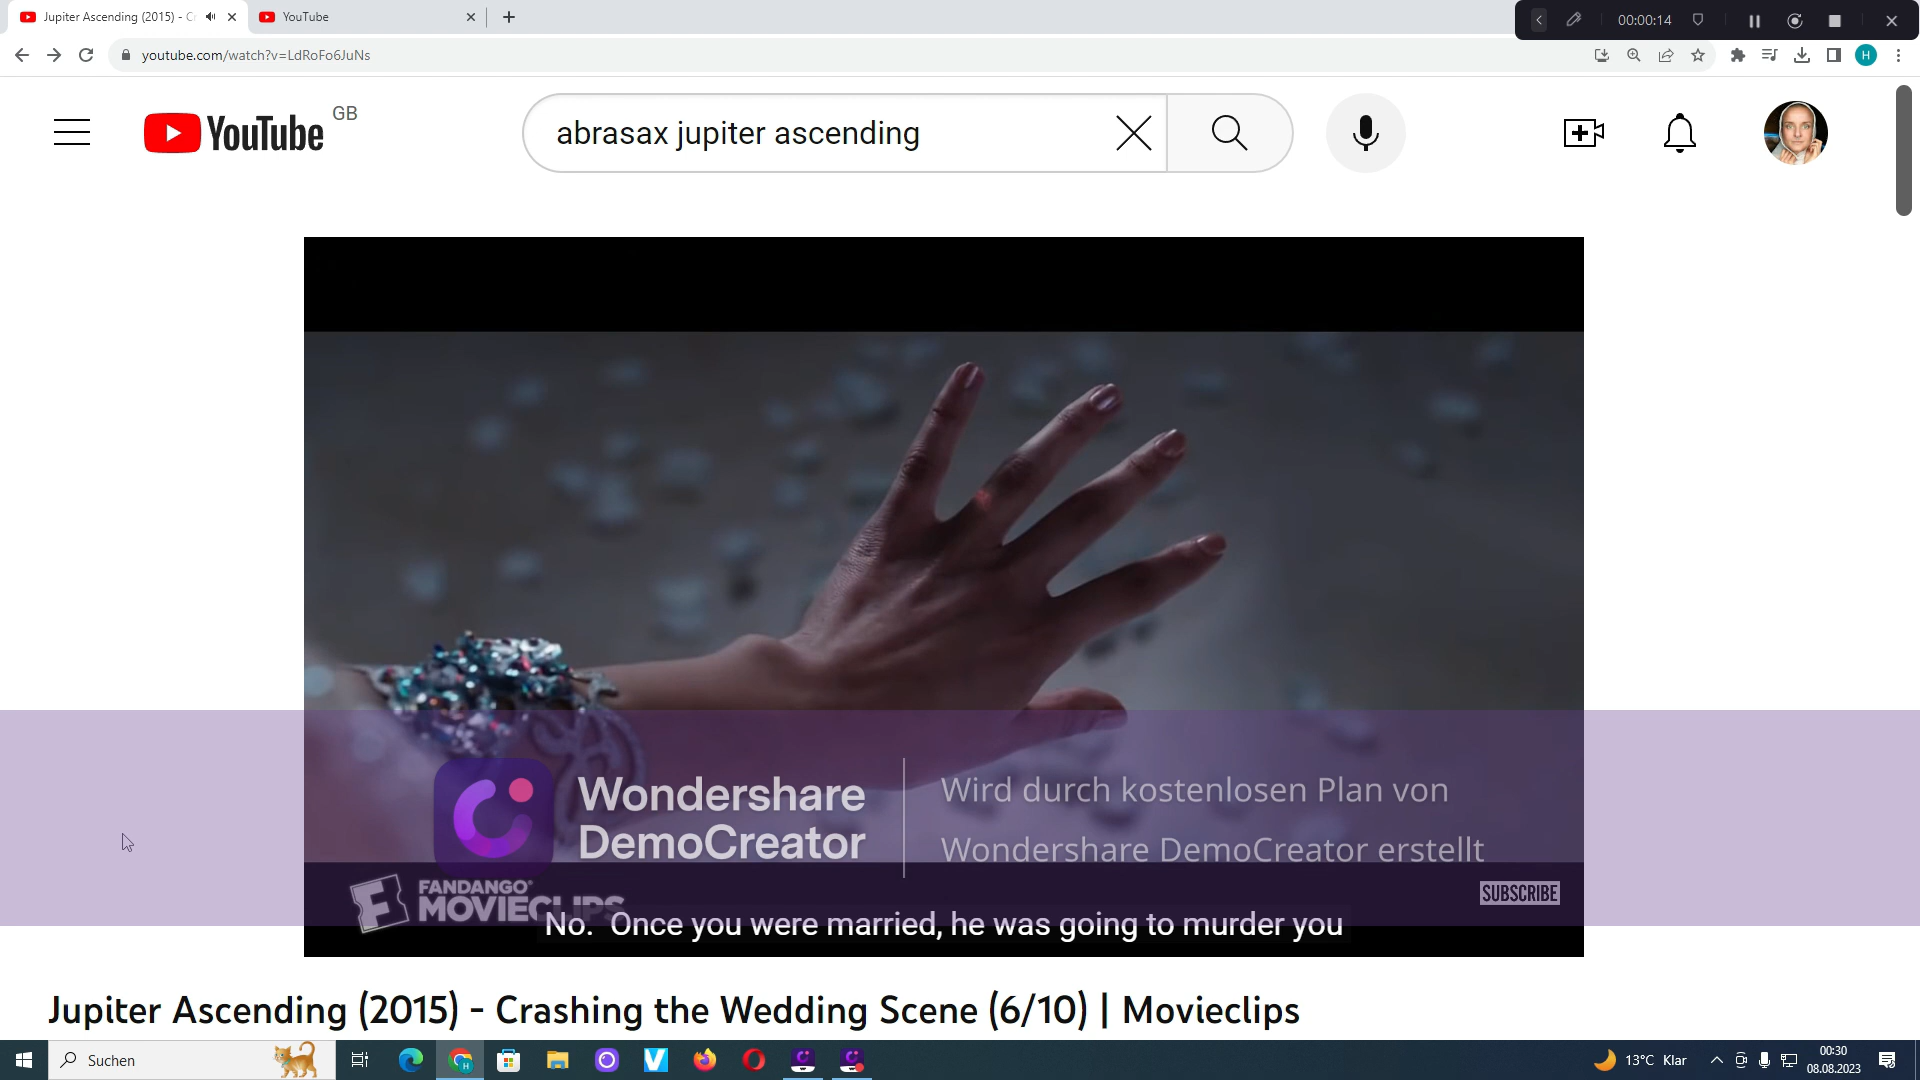 Jupiter Ascending (2015) - Cr
YouTube
00:00:14
youtube.com/watch?v=LdRoFo6JuNs
H
YouTube
GB
abrasax jupiter ascending
Wondershare
DemoCreator
Wird durch kostenlosen Plan von
Wondershare DemoCreator erstellt
FANDANGO
MOVIECLIPS
SUBSCRIBE
No. Once you were married, he was going to murder you
Jupiter Ascending (2015) - Crashing the Wedding Scene (6/10) | Movieclips
Suchen
13°C Klar
00:30
08.08.2023